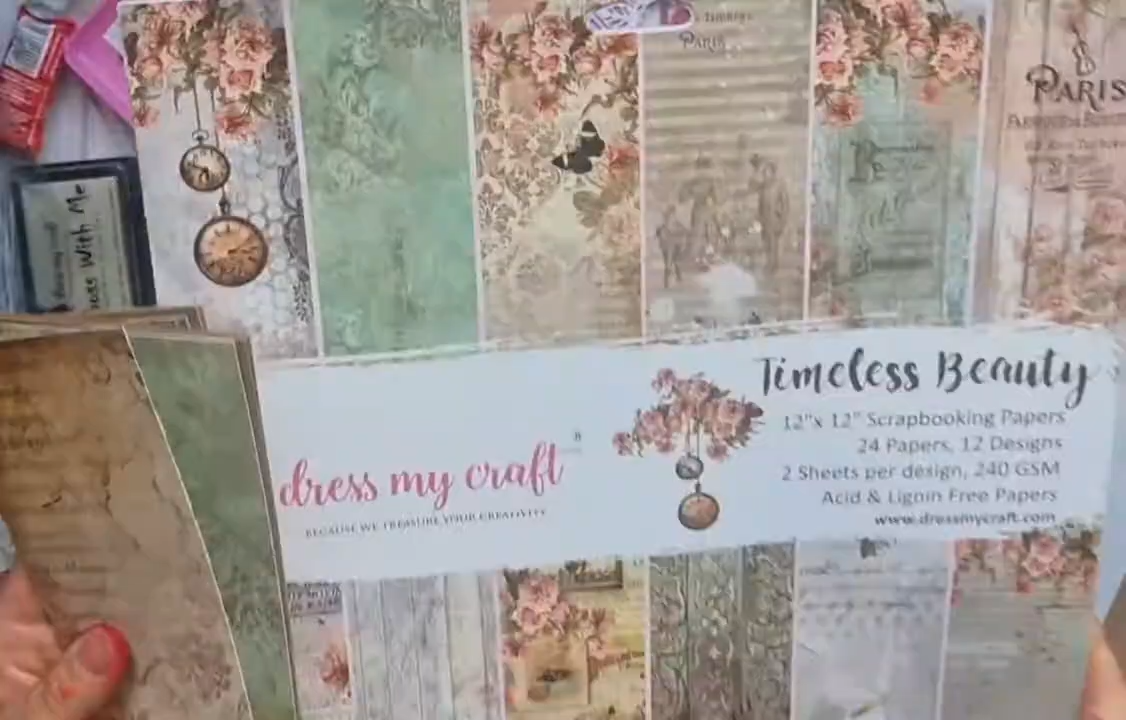 PARIS
PARIS
ess With Me
Timeless Beauty
12"x 12" Scrapbooking Papers
24 Papers, 12 Designs
2 Sheets per design, 240 GSM
Acid & Lignin Free Papers
www.dressmycraft.com
dress my craft
BECAUSE WE TREASURE YOUR CREATIVITY